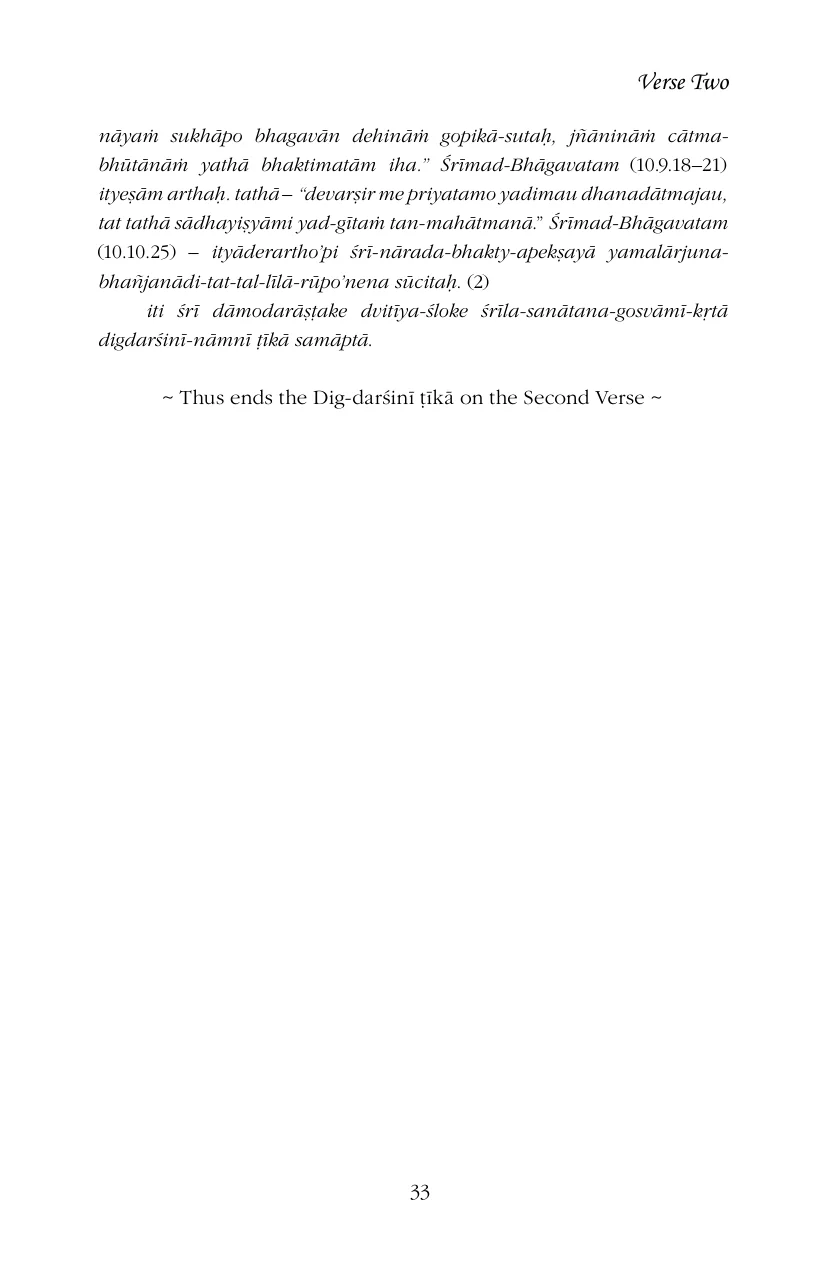 Verse Two
nāyaṁ sukhāpo bhagavān dehināṁ gopikā-sutaḥ, jñānināṁ cātma-
bhūtānāṁ yathā bhaktimatām iha.” Śrīmad-Bhāgavatam (10.9.18–21)
ityeṣām arthaḥ. tathā – “devarṣir me priyatamo yadimau dhanadātmajau,
tat tathā sādhayiṣyāmi yad-gītaṁ tan-mahātmanā.” Śrīmad-Bhāgavatam
(10.10.25) – ityāderartho’pi śrī-nārada-bhakty-apekṣayā yamalārjuna-
bhañjanādi-tat-tal-līlā-rūpo’nena sūcitaḥ. (2)
iti śrī dāmodarāṣṭake dvitīya-śloke śrīla-sanātana-gosvāmī-kṛtā
digdarśinī-nāmnī ṭīkā samāptā.
~ Thus ends the Dig-darśinī ṭīkā on the Second Verse ~
33